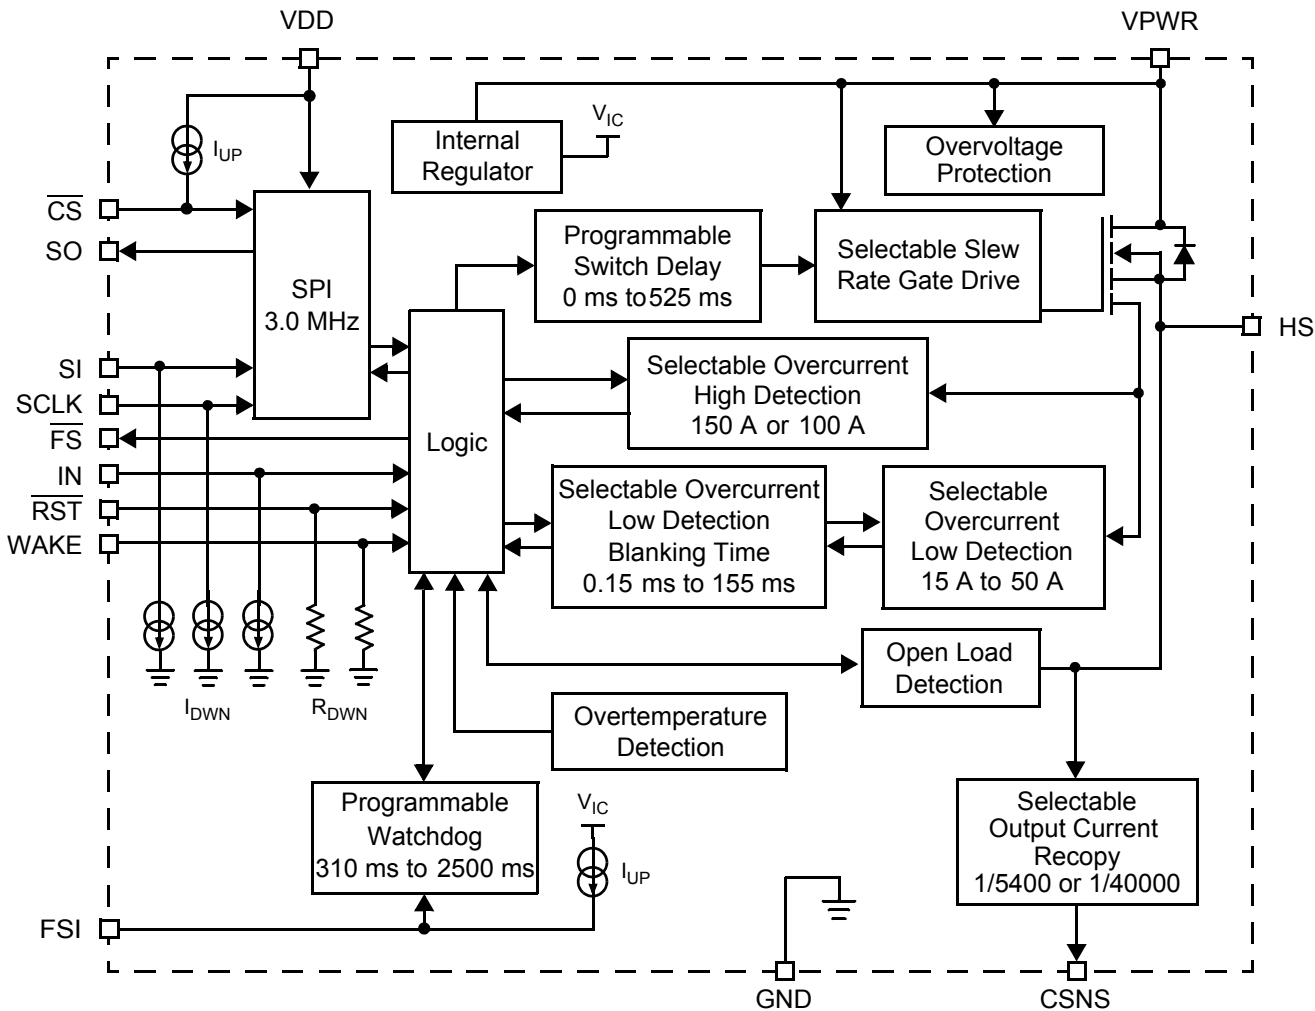 VDD
VPWR
Internal
Regulator
VIC
Overvoltage
Protection
IUP
CS
SO
SPI
3.0 MHz
Programmable
Switch Delay
0 ms to 525 ms
Selectable Slew
Rate Gate Drive
HS
SI
SCLK
FS
IN
RST
WAKE
Logic
Selectable Overcurrent
High Detection
150 A or 100 A
Selectable Overcurrent
Low Detection
Blanking Time
0.15 ms to 155 ms
Selectable
Overcurrent
Low Detection
15 A to 50 A
IDWN
RDWN
Open Load
Detection
Overtemperature
Detection
Programmable
Watchdog
310 ms to 2500 ms
VIC
IUP
Selectable
Output Current
Recopy
1/5400 or 1/40000
FSI
GND
CSNS